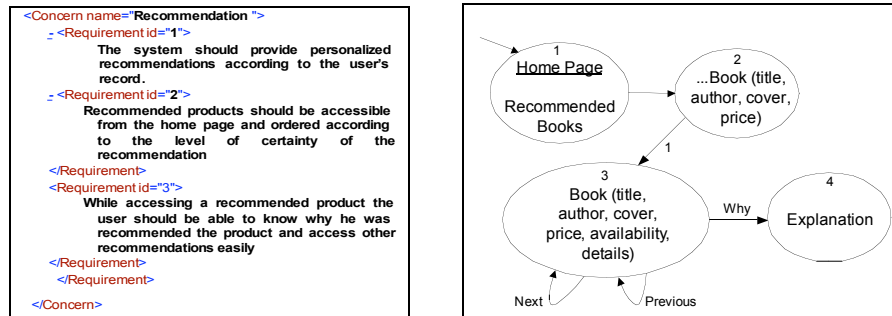 <Concern name="Recommendation ">
- <Requirement id="1">
The system should provide personalized
recommendations according to the user's
record.
- <Requirement id="2">
Recommended products should be accessible
from the home page and ordered according
to the level of certainty of the
recommendation
</Requirement>
<Requirement id="3">
While accessing a recommended product the
user should be able to know why he was
recommended the product and access other
recommendations easily
</Requirement>
</Requirement>
</Concern>
1
Home Page
Recommended
Books
2
...Book (title,
author, cover,
price)
1
3
Book (title,
author, cover,
price, availability,
details)
Why
4
Explanation
Next
Previous